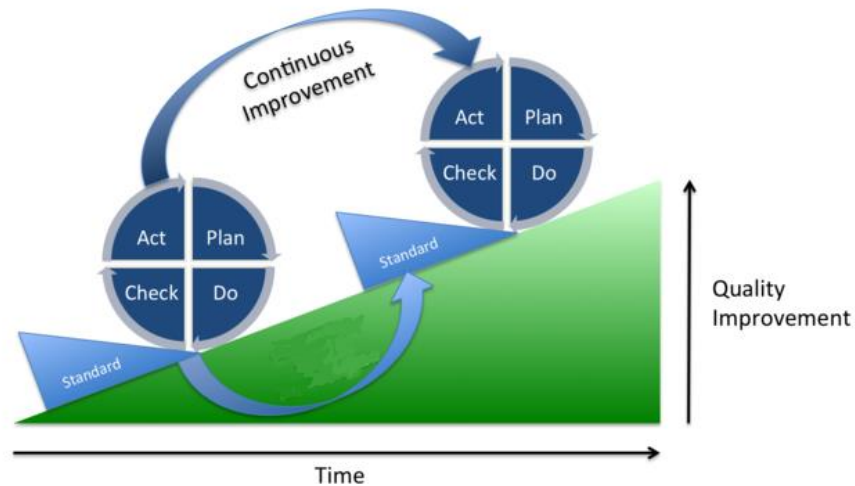 Continuous
Improvement
Act
Plan
Check
Do
Act
Plan
Check
Do
Standard
Standard
Quality
Improvement
Time